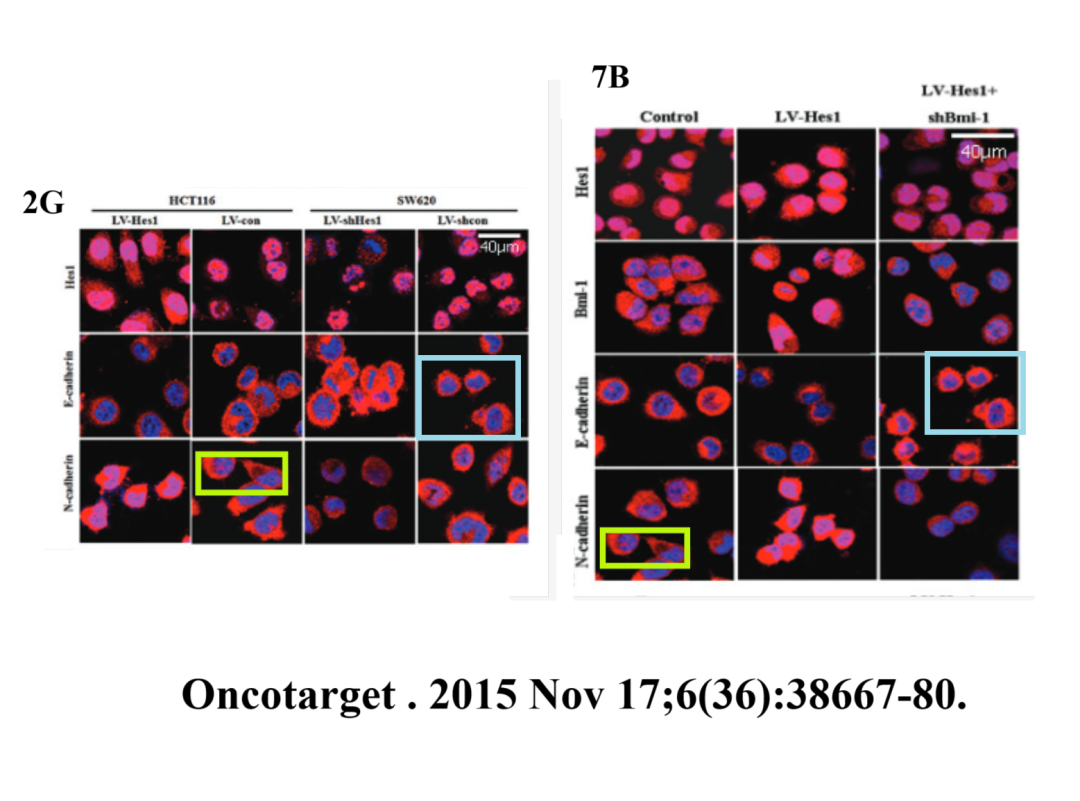 7B
LV-Hes1+
Control LV-Hes1 shBmi-1
40µm
Hes1
Bmi-1
E-cadherin
N-cadherin
2G
HCT116 SW620
LV-Hes1 LV-con LV-shHes1 LV-shcon
40µm
Hes1
E-cadherin
N-cadherin
Oncotarget . 2015 Nov 17;6(36):38667-80.